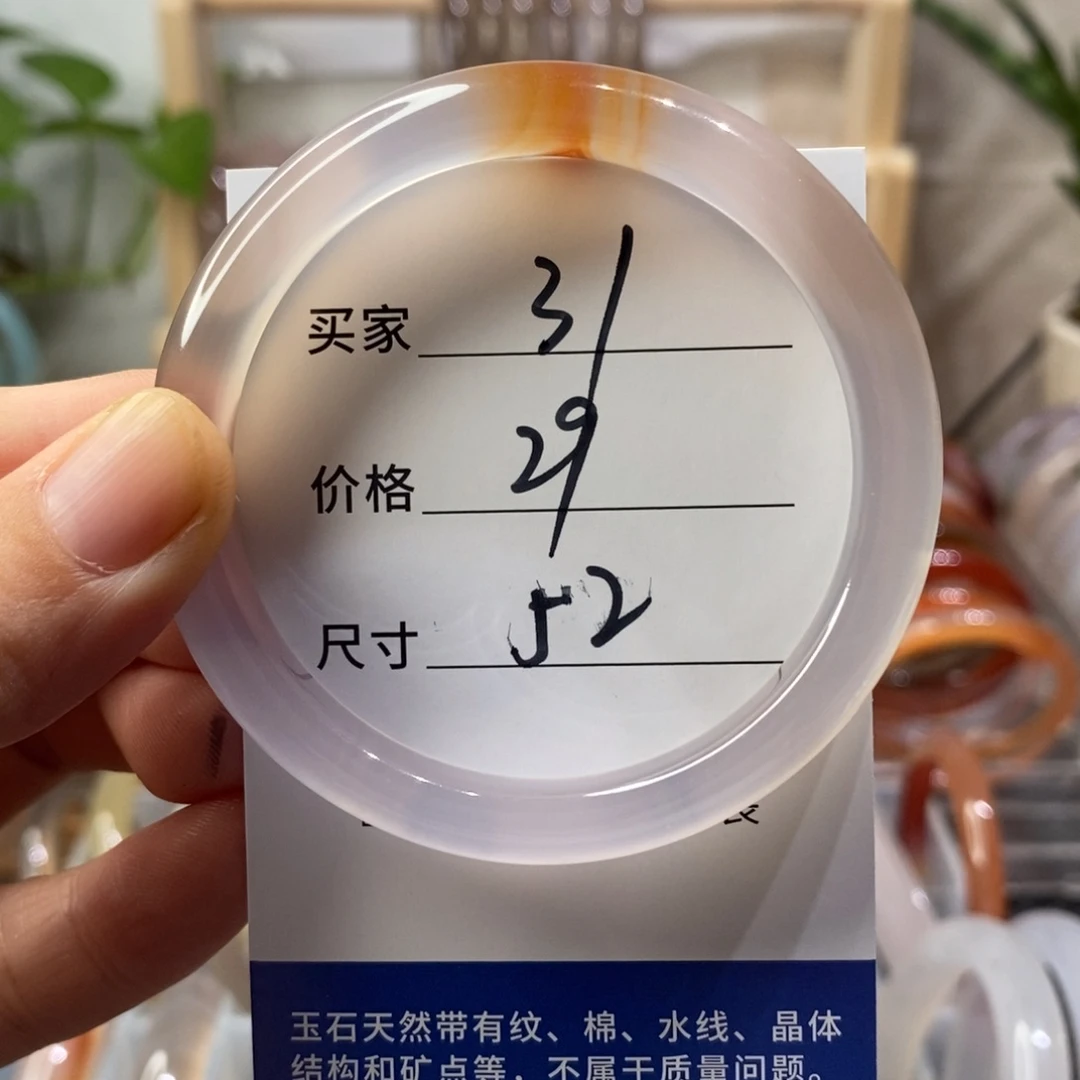 买家 31
价格 29
尺寸 52
玉石天然带有纹、棉、水线、晶体
结构和矿点等，不属于质量问题。